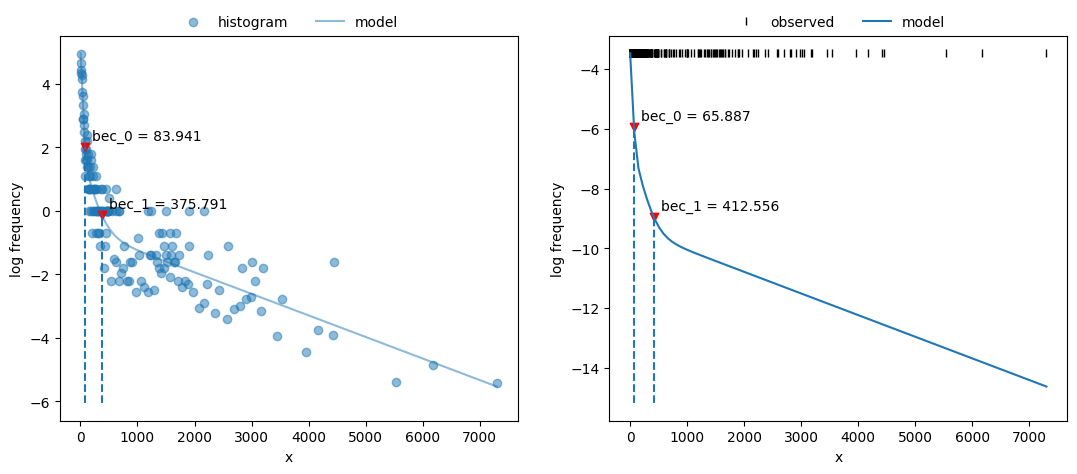 histogram model
4
2
0
−2
−4
−6
log frequency
bec_0 = 83.941
bec_1 = 375.791
0 1000 2000 3000 4000 5000 6000 7000
x
observed model
−4
−6
−8
−10
−12
−14
log frequency
bec_0 = 65.887
bec_1 = 412.556
0 1000 2000 3000 4000 5000 6000 7000
x